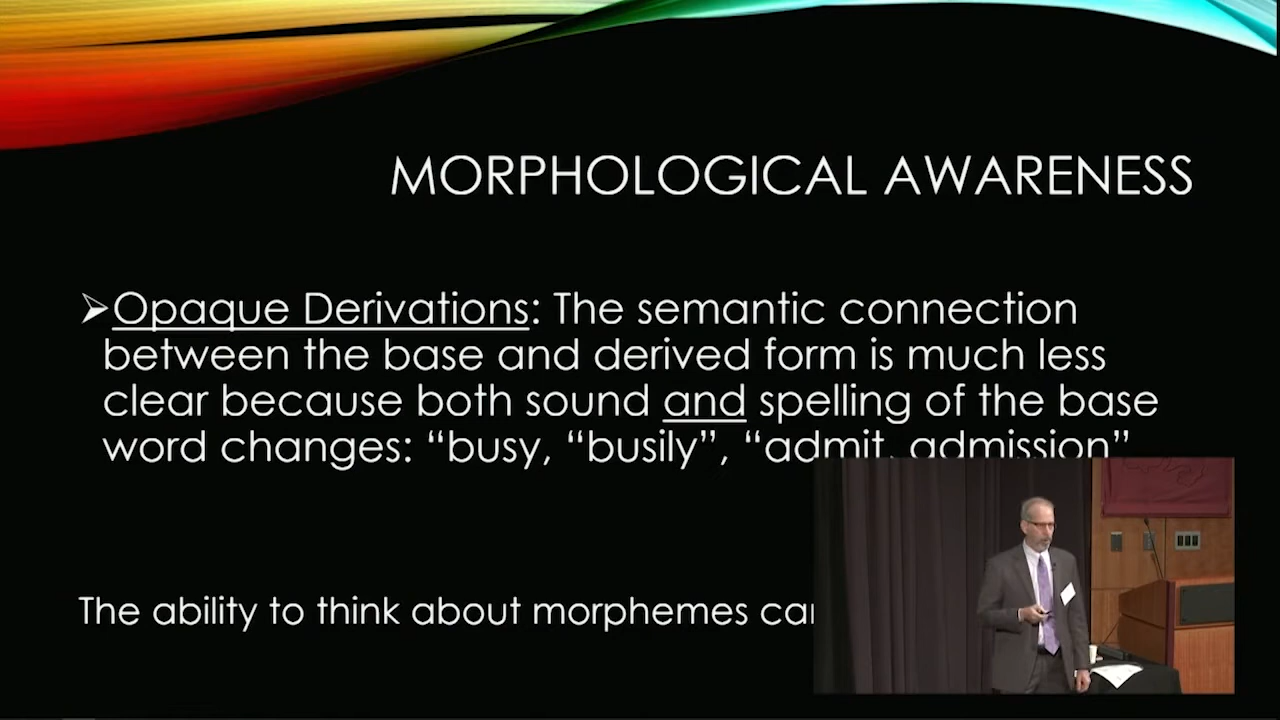 MORPHOLOGICAL AWARENESS
➢Opaque Derivations: The semantic connection
between the base and derived form is much less
clear because both sound and spelling of the base
word changes: “busy, “busily”, “admit, admission”
The ability to think about morphemes